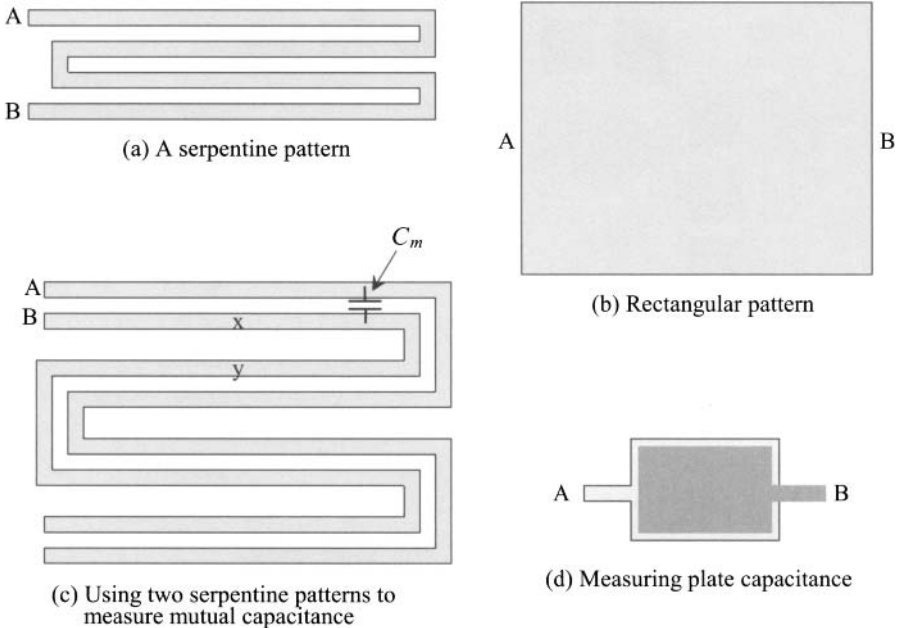 A
B
(a) A serpentine pattern
A
B
(b) Rectangular pattern
C_m
A
B
x
y
(c) Using two serpentine patterns to
measure mutual capacitance
A
B
(d) Measuring plate capacitance